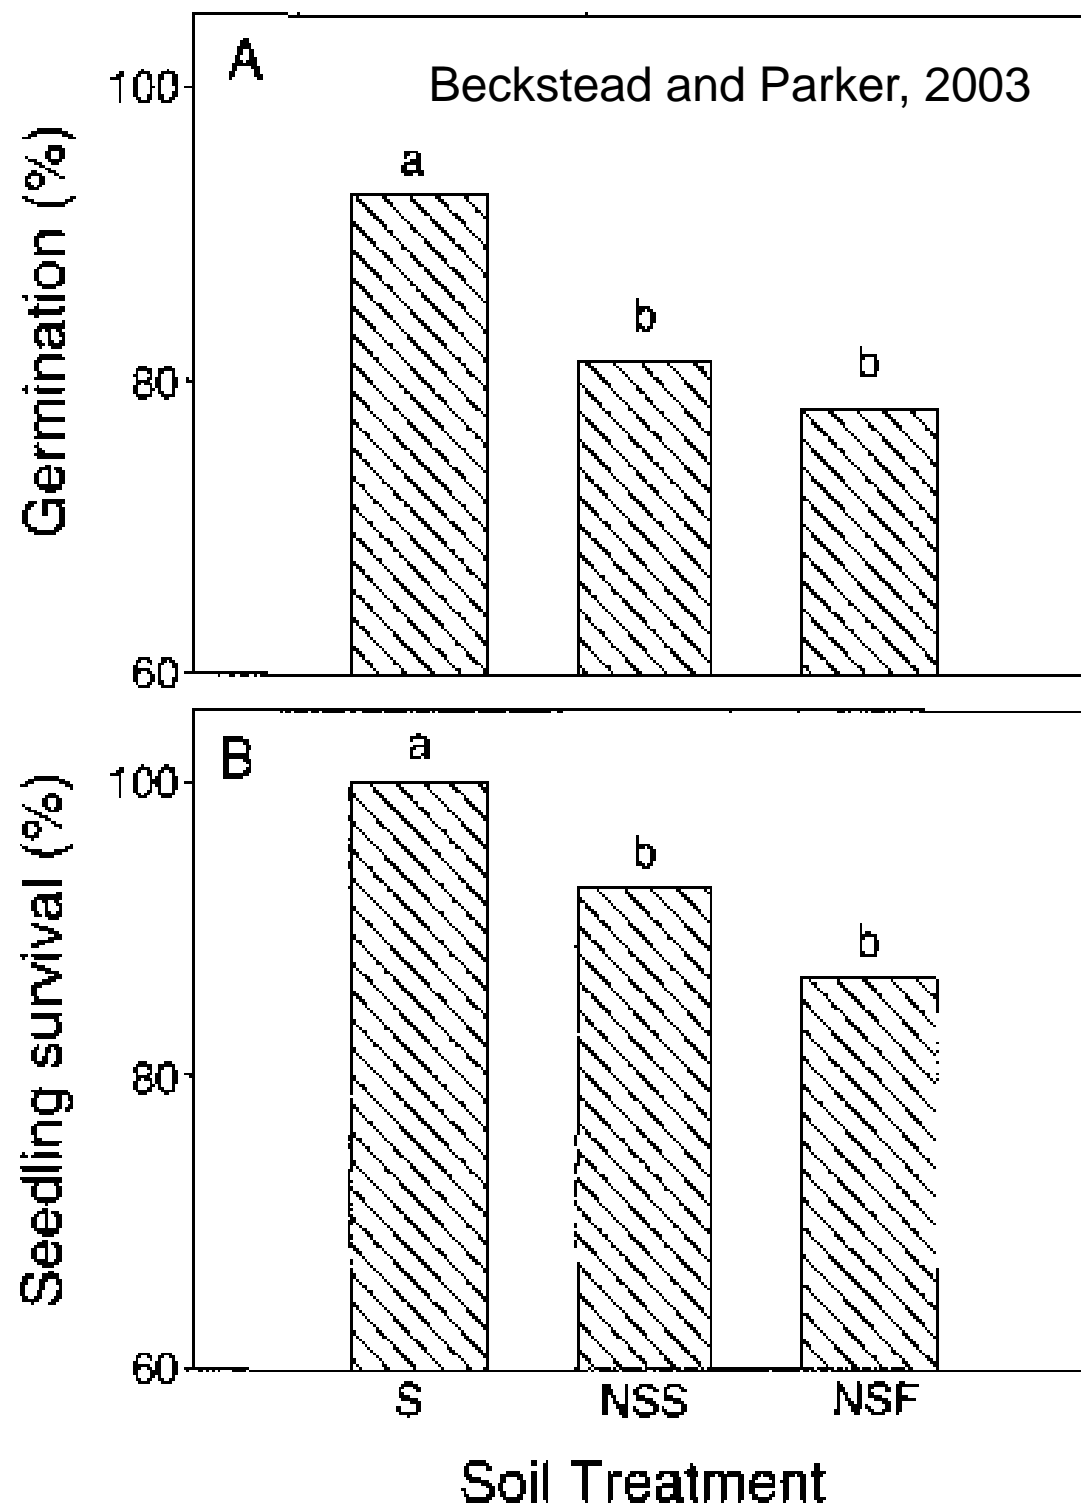 A
Beckstead and Parker, 2003
Germination (%)
100
80
60
a
b
b
B
Seedling survival (%)
100
80
60
a
b
b
S NSS NSF
Soil Treatment